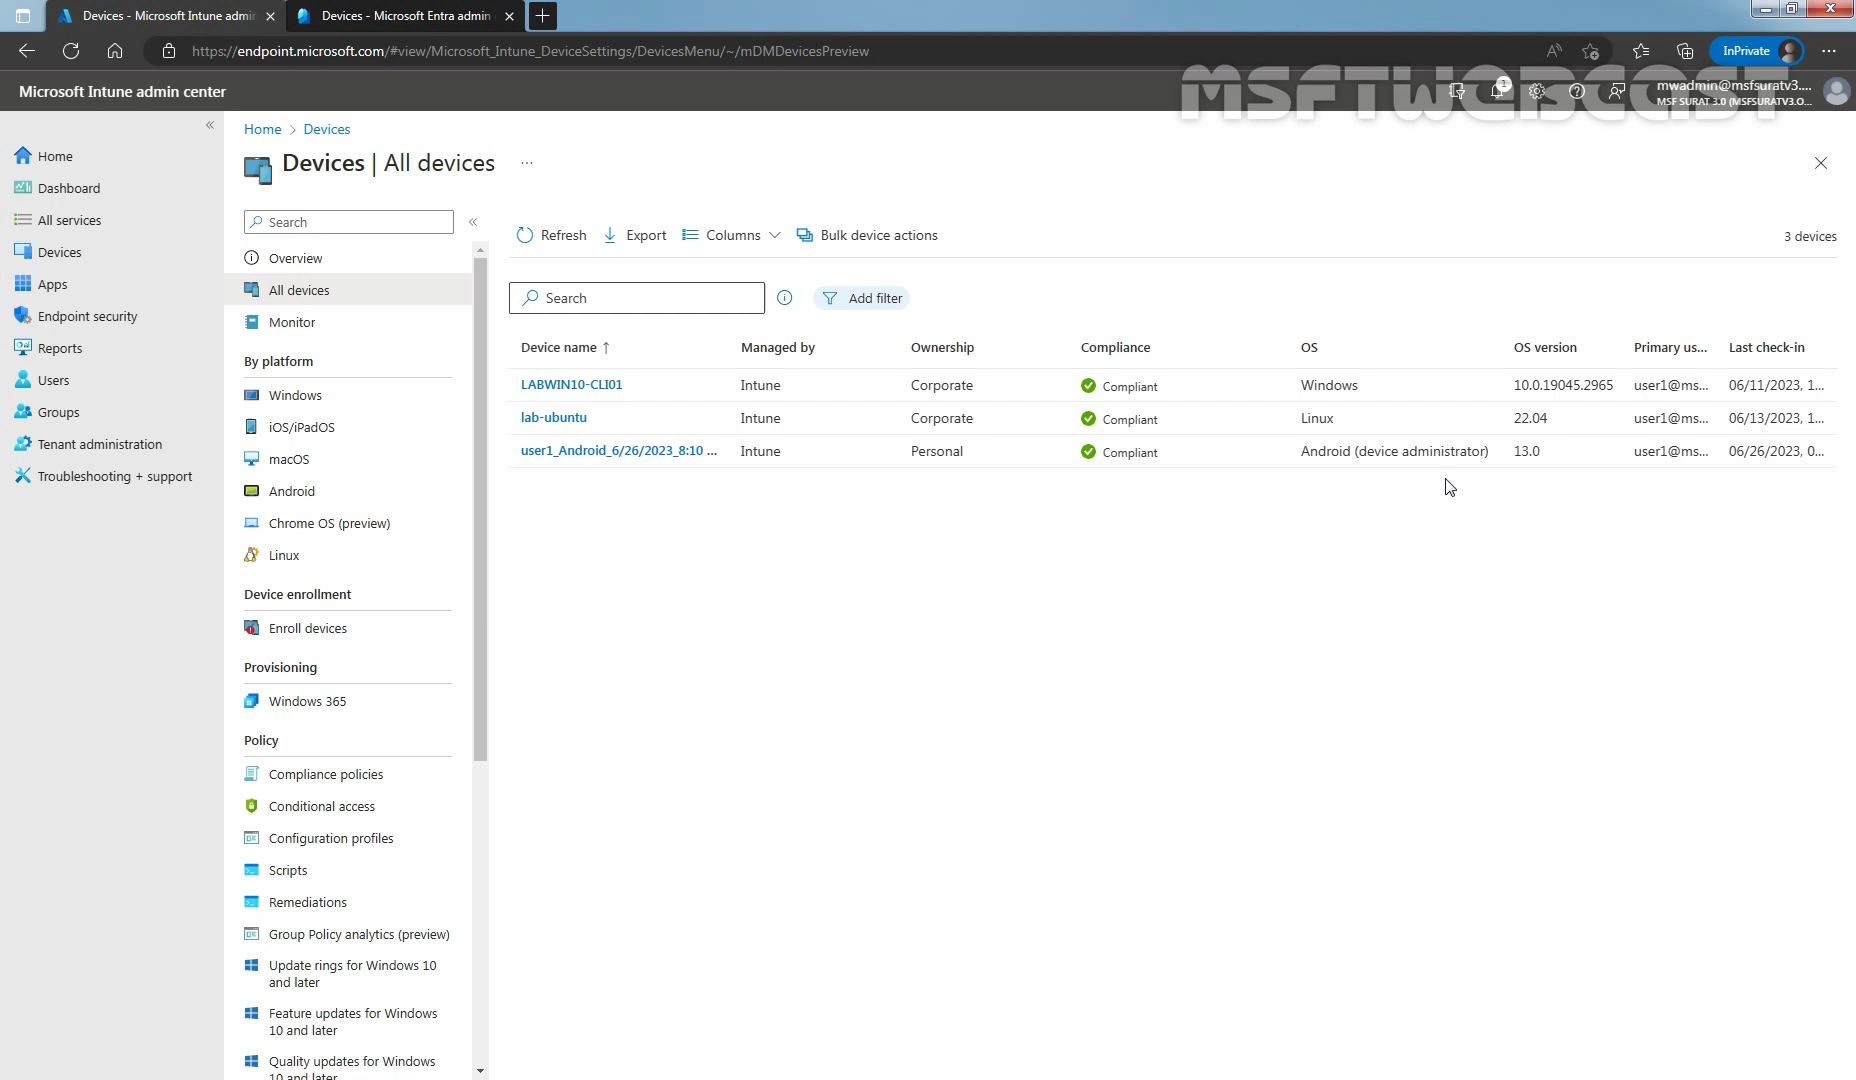 Devices - Microsoft Intune admin
Devices - Microsoft Entra admin
https://endpoint.microsoft.com/#view/Microsoft_Intune_DeviceSettings/DevicesMenu/~/mDMDevicesPreview
InPrivate
MSFTWEBCAST
Microsoft Intune admin center
1
mwadmin@msfsuratv3....
MSF SURAT 3.0 (MSFSURATV3.O...
Home
Dashboard
All services
Devices
Apps
Endpoint security
Reports
Users
Groups
Tenant administration
Troubleshooting + support
Home > Devices
Devices | All devices ...
Search
Overview
All devices
Monitor
By platform
Windows
iOS/iPadOS
macOS
Android
Chrome OS (preview)
Linux
Device enrollment
Enroll devices
Provisioning
Windows 365
Policy
Compliance policies
Conditional access
Configuration profiles
Scripts
Remediations
Group Policy analytics (preview)
Update rings for Windows 10
and later
Feature updates for Windows
10 and later
Quality updates for Windows
10 and later
Refresh Export Columns Bulk device actions 3 devices
Search Add filter
Device name ↑ Managed by Ownership Compliance OS OS version Primary us... Last check-in
LABWIN10-CLI01 Intune Corporate Compliant Windows 10.0.19045.2965 user1@ms... 06/11/2023, 1...
lab-ubuntu Intune Corporate Compliant Linux 22.04 user1@ms... 06/13/2023, 1...
user1_Android_6/26/2023_8:10 ... Intune Personal Compliant Android (device administrator) 13.0 user1@ms... 06/26/2023, 0...